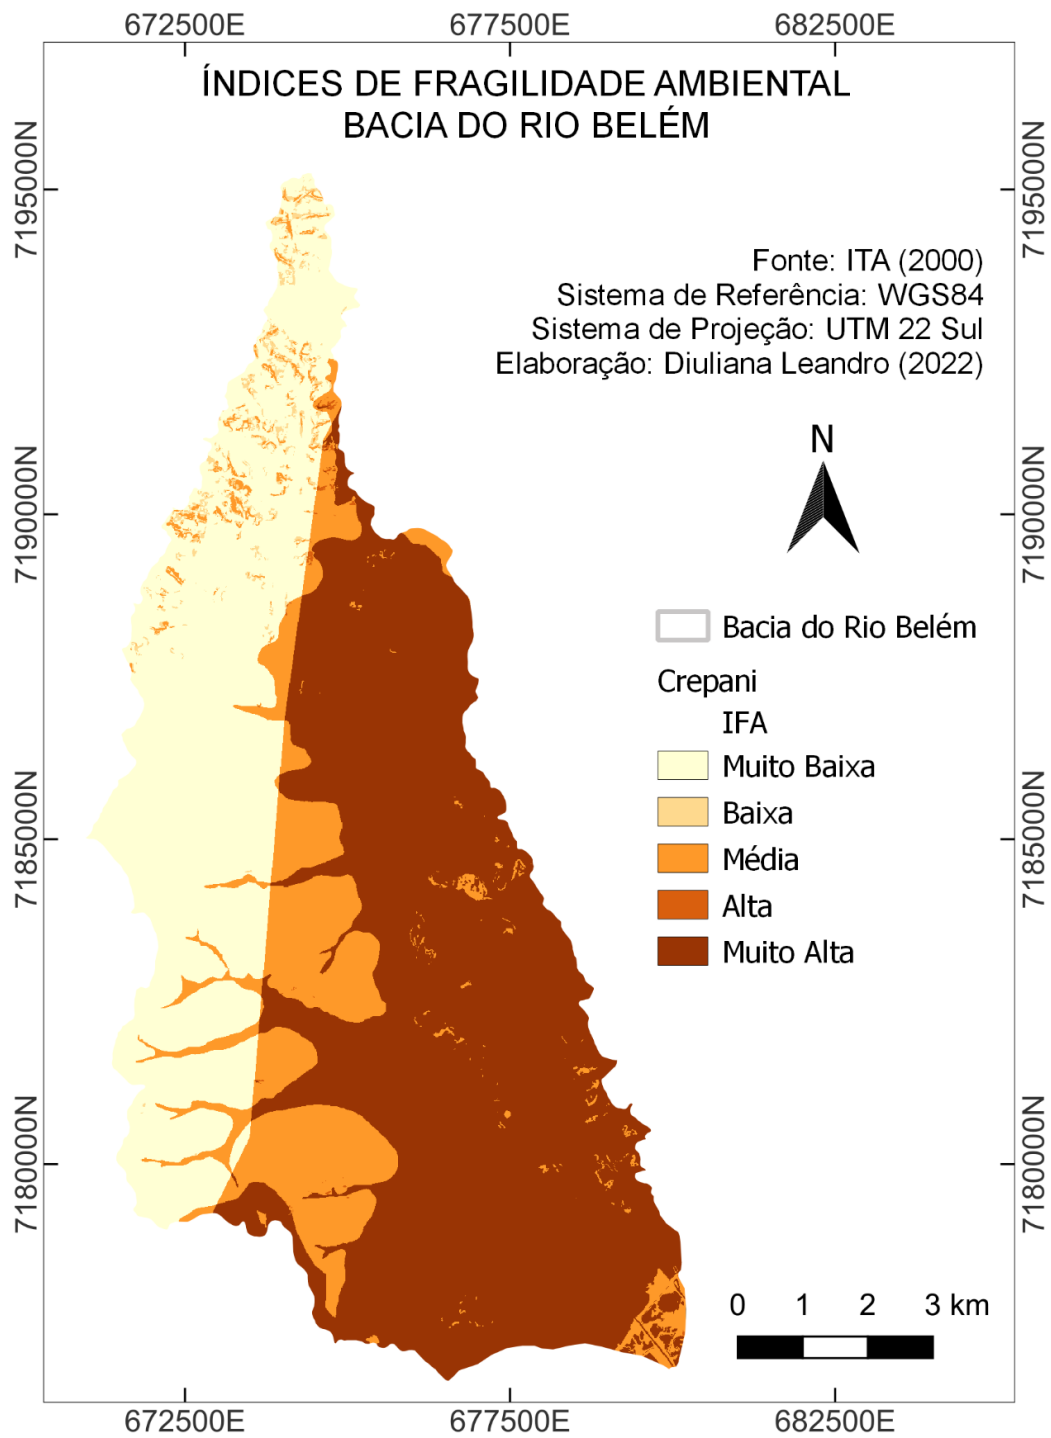 672500E 677500E 682500E
ÍNDICES DE FRAGILIDADE AMBIENTAL
BACIA DO RIO BELÉM
7195000N 7195000N
Fonte: ITA (2000)
Sistema de Referência: WGS84
Sistema de Projeção: UTM 22 Sul
Elaboração: Diuliana Leandro (2022)
N
7190000N 7190000N
Bacia do Rio Belém
Crepani
IFA
Muito Baixa
Baixa
Média
Alta
Muito Alta
7185000N 7185000N
7180000N 7180000N
0 1 2 3 km
672500E 677500E 682500E